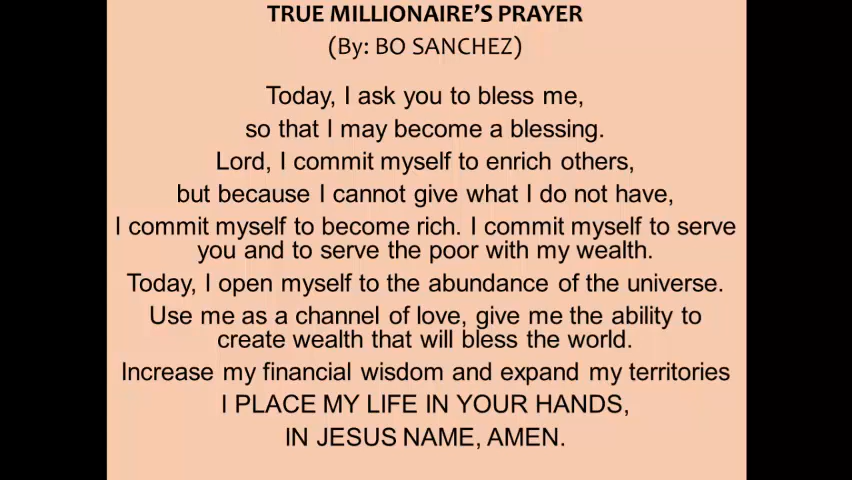 TRUE MILLIONAIRE'S PRAYER
(By: BO SANCHEZ)
Today, I ask you to bless me,
so that I may become a blessing.
Lord, I commit myself to enrich others,
but because I cannot give what I do not have,
I commit myself to become rich. I commit myself to serve
you and to serve the poor with my wealth.
Today, I open myself to the abundance of the universe.
Use me as a channel of love, give me the ability to
create wealth that will bless the world.
Increase my financial wisdom and expand my territories
I PLACE MY LIFE IN YOUR HANDS,
IN JESUS NAME, AMEN.